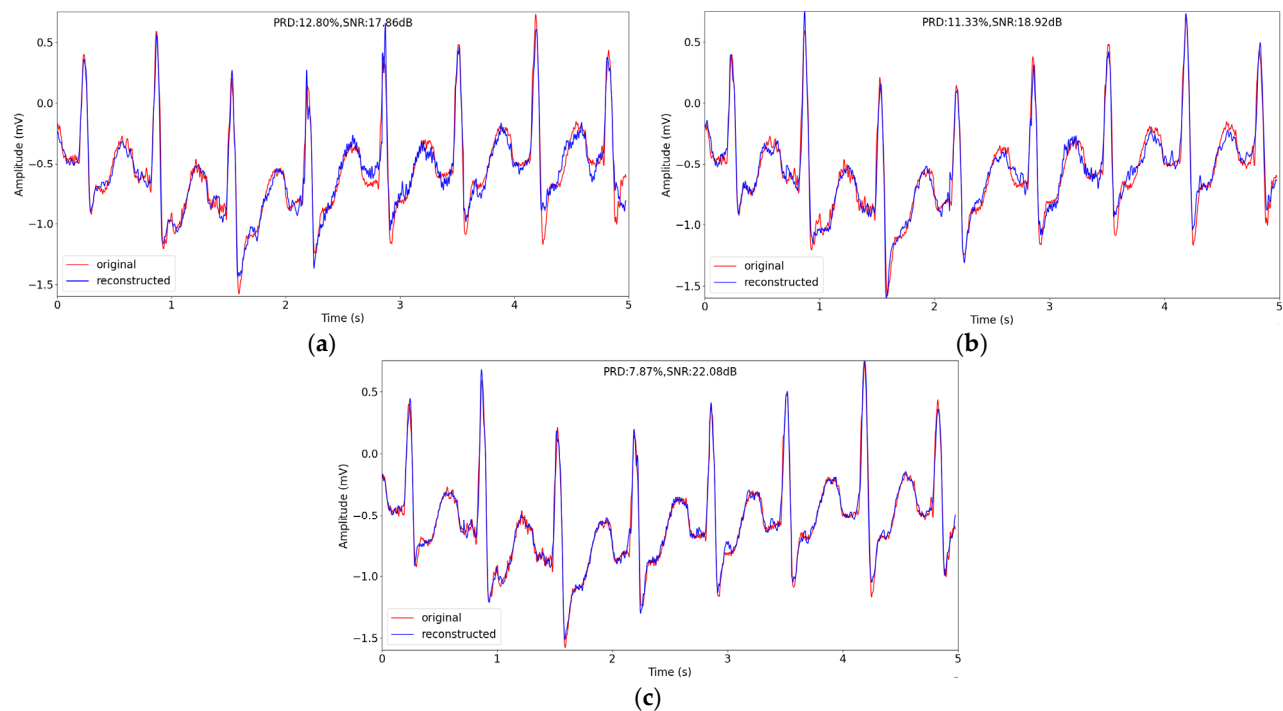 PRD:12.80%,SNR:17.86dB
0.5
0.0
−0.5
−1.0
−1.5
Amplitude (mV)
original
reconstructed
0
1
2
3
4
5
Time (s)
(a)
PRD:11.33%,SNR:18.92dB
0.5
0.0
−0.5
−1.0
−1.5
Amplitude (mV)
original
reconstructed
0
1
2
3
4
5
Time (s)
(b)
PRD:7.87%,SNR:22.08dB
0.5
0.0
−0.5
−1.0
−1.5
Amplitude (mV)
original
reconstructed
0
1
2
3
4
5
Time (s)
(c)